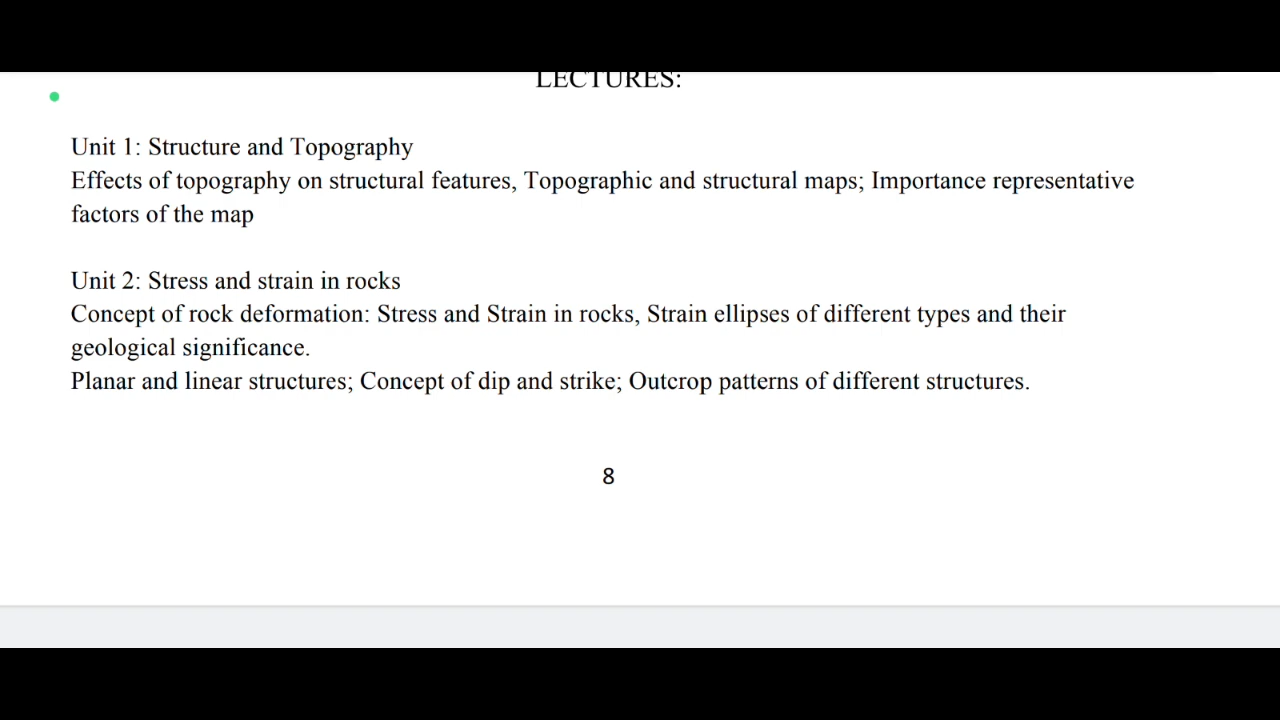 LECTURES:
Unit 1: Structure and Topography
Effects of topography on structural features, Topographic and structural maps; Importance representative
factors of the map
Unit 2: Stress and strain in rocks
Concept of rock deformation: Stress and Strain in rocks, Strain ellipses of different types and their
geological significance.
Planar and linear structures; Concept of dip and strike; Outcrop patterns of different structures.
8